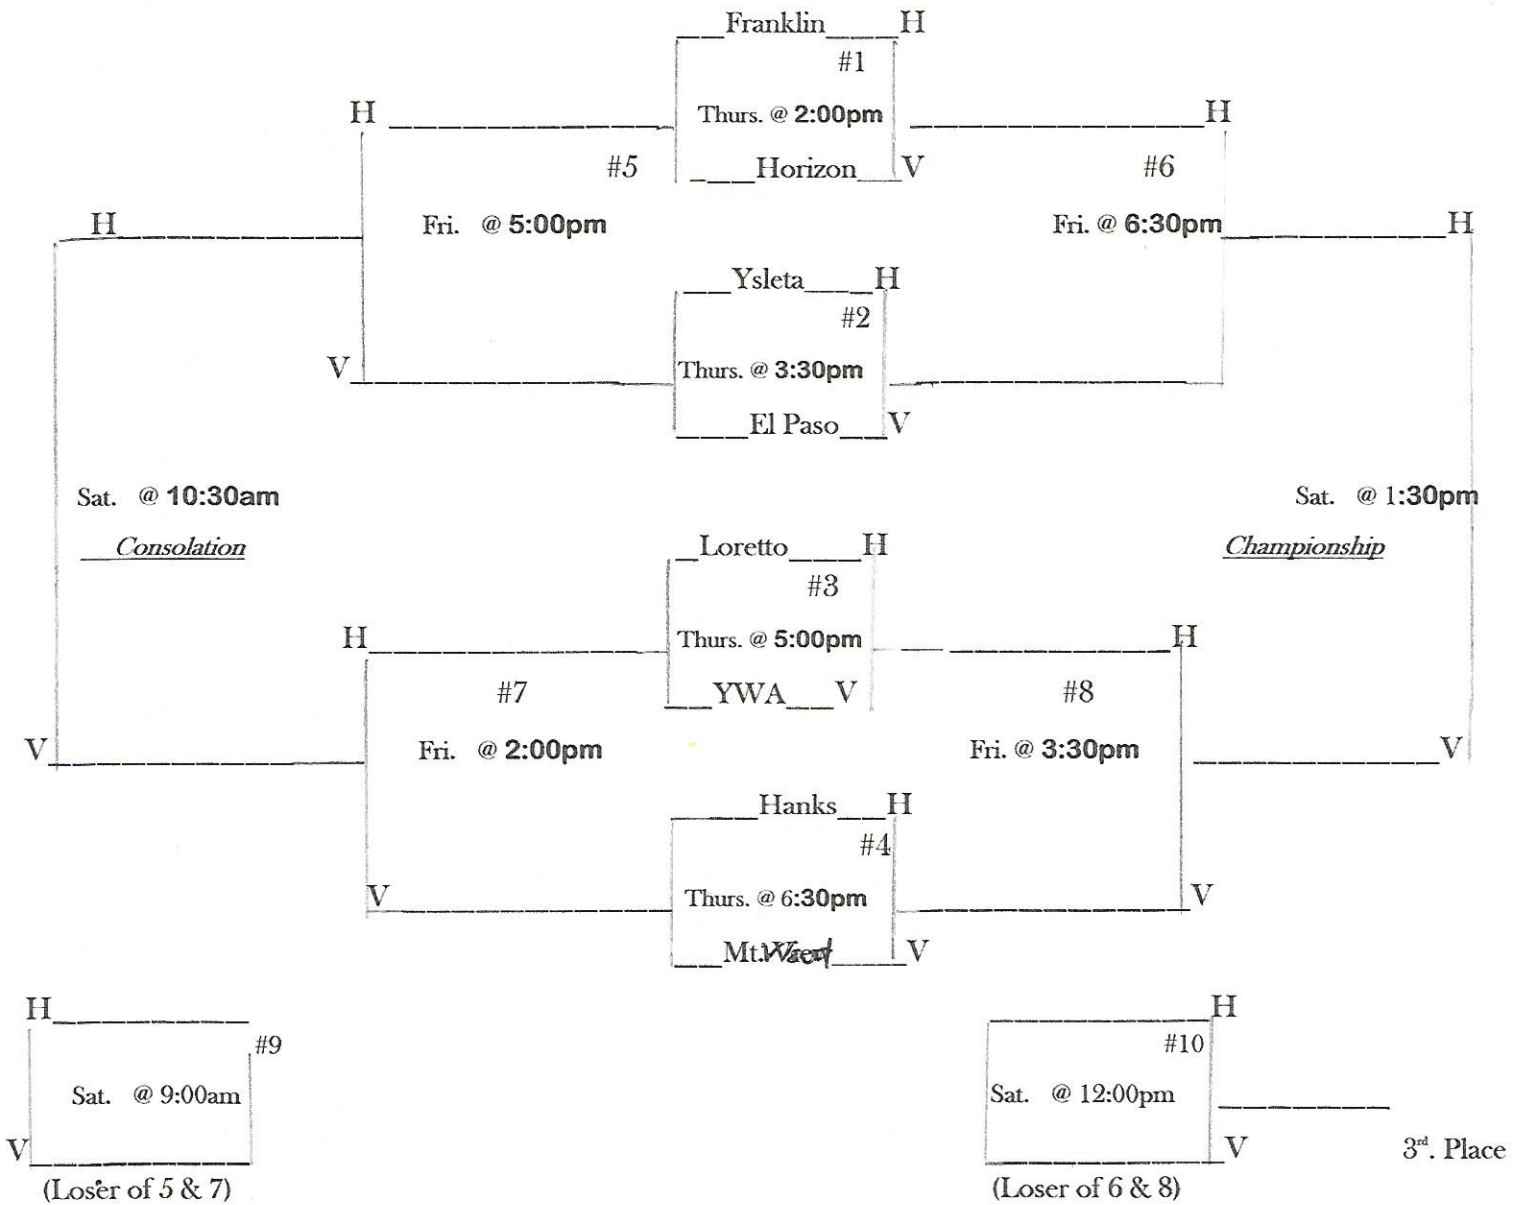 Franklin H
#1
H Thurs. @ 2:00pm H
#5 Horizon V #6
H Fri. @ 5:00pm Fri. @ 6:30pm H
Ysleta H
#2
V Thurs. @ 3:30pm
El Paso V
Sat. @ 10:30am Sat. @ 1:30pm
Consolation Loretto H Championship
#3
H Thurs. @ 5:00pm H
#7 YWA V #8
V Fri. @ 2:00pm Fri. @ 3:30pm V
Hanks H
#4
V Thurs. @ 6:30pm V
Mt. V
H H
#9 #10
Sat. @ 9:00am Sat. @ 12:00pm
V V 3rd. Place
(Loser of 5 & 7) (Loser of 6 & 8)